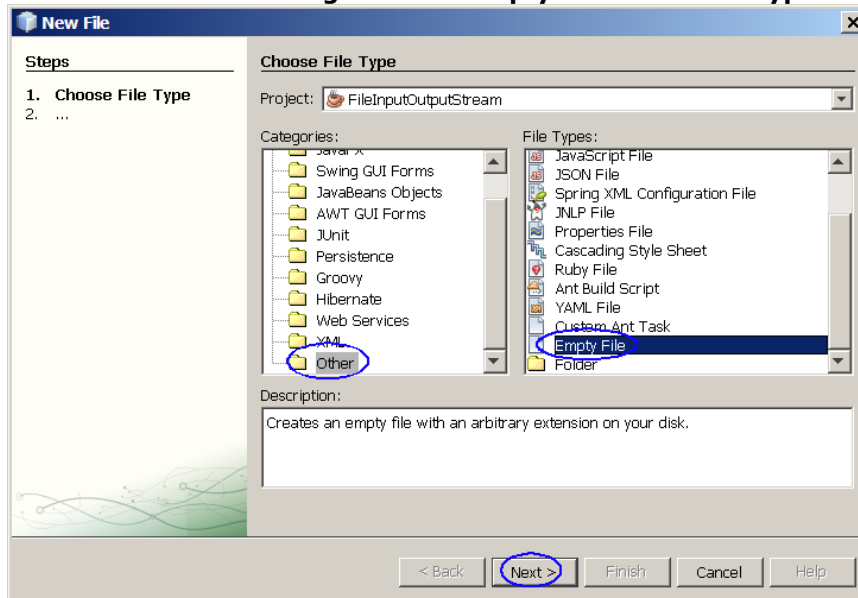 New File
Steps
1. Choose File Type
2. ...
Choose File Type
Project: FileInputOutputStream
Categories:
Swing GUI Forms
JavaBeans Objects
AWT GUI Forms
JUnit
Persistence
Groovy
Hibernate
Web Services
XML
Other
File Types:
JavaScript File
JSON File
Spring XML Configuration File
JNLP File
Properties File
Cascading Style Sheet
Ruby File
Ant Build Script
YAML File
Custom Ant Task
Empty File
Folder
Description:
Creates an empty file with an arbitrary extension on your disk.
< Back Next > Finish Cancel Help